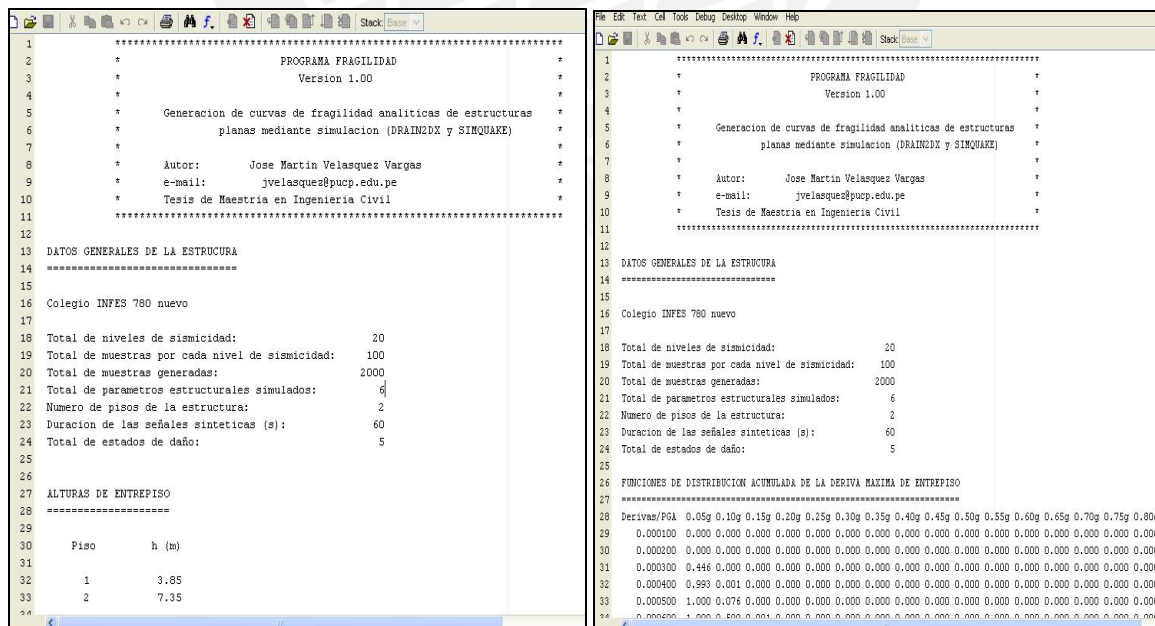 Stack: Base
1 ****************************************************************************
2 * PROGRAMA FRAGILIDAD *
3 * Version 1.00 *
4 * *
5 * Generacion de curvas de fragilidad analiticas de estructuras *
6 * planas mediante simulacion (DRAIN2DX y SIMQUAKE) *
7 * *
8 * Autor: Jose Martin Velasquez Vargas *
9 * e-mail: jvelasquez@pucp.edu.pe *
10 * Tesis de Maestria en Ingenieria Civil *
11 ****************************************************************************
12
13 DATOS GENERALES DE LA ESTRUCURA
14 ===============================
15
16 Colegio INFES 780 nuevo
17
18 Total de niveles de sismicidad: 20
19 Total de muestras por cada nivel de sismicidad: 100
20 Total de muestras generadas: 2000
21 Total de parametros estructurales simulados: 6
22 Numero de pisos de la estructura: 2
23 Duracion de las señales sinteticas (s): 60
24 Total de estados de daño: 5
25
26
27 ALTURAS DE ENTREPISO
28 ====================
29
30 Piso h (m)
31
32 1 3.85
33 2 7.35
34
File Edit Text Cell Tools Debug Desktop Window Help
Stack: Base
1 ****************************************************************************
2 * PROGRAMA FRAGILIDAD *
3 * Version 1.00 *
4 * *
5 * Generacion de curvas de fragilidad analiticas de estructuras *
6 * planas mediante simulacion (DRAIN2DX y SIMQUAKE) *
7 * *
8 * Autor: Jose Martin Velasquez Vargas *
9 * e-mail: jvelasquez@pucp.edu.pe *
10 * Tesis de Maestria en Ingenieria Civil *
11 ****************************************************************************
12
13 DATOS GENERALES DE LA ESTRUCURA
14 ===============================
15
16 Colegio INFES 780 nuevo
17
18 Total de niveles de sismicidad: 20
19 Total de muestras por cada nivel de sismicidad: 100
20 Total de muestras generadas: 2000
21 Total de parametros estructurales simulados: 6
22 Numero de pisos de la estructura: 2
23 Duracion de las señales sinteticas (s): 60
24 Total de estados de daño: 5
25
26 FUNCIONES DE DISTRIBUCION ACUMULADA DE LA DERIVA MAXIMA DE ENTREPISO
27 ====================================================================
28 Derivas/PGA 0.05g 0.10g 0.15g 0.20g 0.25g 0.30g 0.35g 0.40g 0.45g 0.50g 0.55g 0.60g 0.65g 0.70g 0.75g 0.80
29 0.000100 0.000 0.000 0.000 0.000 0.000 0.000 0.000 0.000 0.000 0.000 0.000 0.000 0.000 0.000 0.000 0.00
30 0.000200 0.000 0.000 0.000 0.000 0.000 0.000 0.000 0.000 0.000 0.000 0.000 0.000 0.000 0.000 0.000 0.00
31 0.000300 0.446 0.000 0.000 0.000 0.000 0.000 0.000 0.000 0.000 0.000 0.000 0.000 0.000 0.000 0.000 0.00
32 0.000400 0.993 0.001 0.000 0.000 0.000 0.000 0.000 0.000 0.000 0.000 0.000 0.000 0.000 0.000 0.000 0.00
33 0.000500 1.000 0.076 0.000 0.000 0.000 0.000 0.000 0.000 0.000 0.000 0.000 0.000 0.000 0.000 0.000 0.00